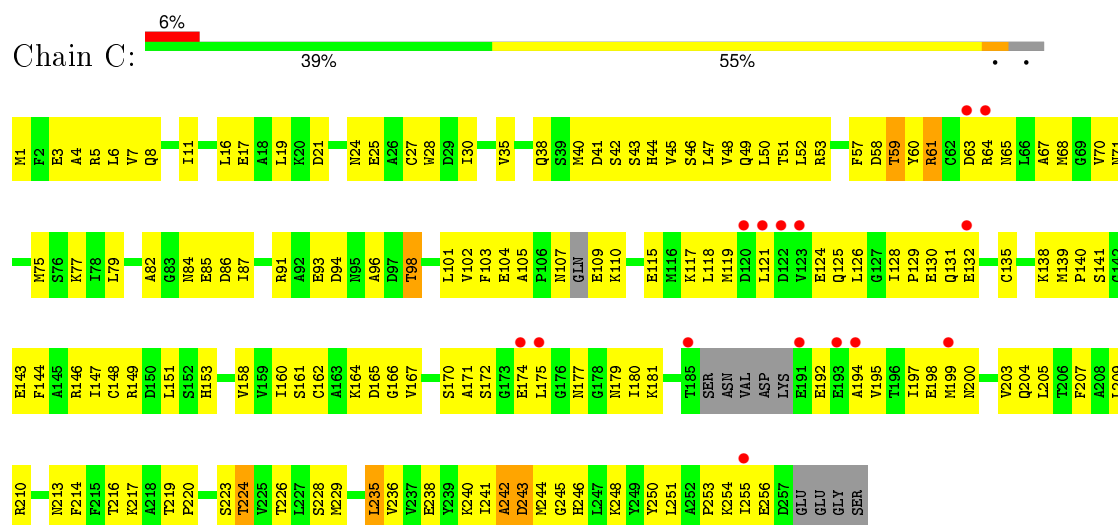 6%
Chain C:
39% 55% • •
M1 F2 E3 A4 R5 L6 V7 Q8 I11 L16 E17 A18 L19 K20 D21 N24 E25 A26 C27 W28 D29 I30 V35 Q38 S39 M40 D41 S42 S43 H44 V45 S46 L47 V48 Q49 L50 T51 L52 R53 F57 D58 T59 Y60 R61 C62 D63 R64 N65 L66 A67 M68 G69 V70 N71
M75 S76 K77 I78 L79 A82 G83 N84 E85 D86 I87 R91 A92 E93 D94 N95 A96 D97 T98 L101 V102 F103 E104 A105 P106 N107 GLN E109 K110 E115 M116 K117 L118 M119 D120 L121 D122 V123 E124 Q125 L126 G127 I128 P129 E130 Q131 E132 C135 K138 M139 P140 S141 G142
E143 F144 A145 R146 I147 C148 R149 D150 L151 S152 H153 V158 V159 I160 S161 C162 A163 K164 D165 G166 V167 S170 A171 S172 G173 E174 L175 G176 N177 G178 N179 I180 K181 T185 SER ASN VAL ASP LYS E191 E192 E193 A194 V195 T196 I197 E198 M199 N200 V203 Q204 L205 T206 F207 A208 L209
R210 N213 F214 F215 T216 K217 A218 T219 P220 S223 T224 V225 T226 L227 S228 M229 L235 V236 V237 E238 Y239 K240 I241 A242 D243 M244 G245 H246 L247 K248 Y249 Y250 L251 A252 P253 K254 I255 E256 D257 GLU GLU GLY SER